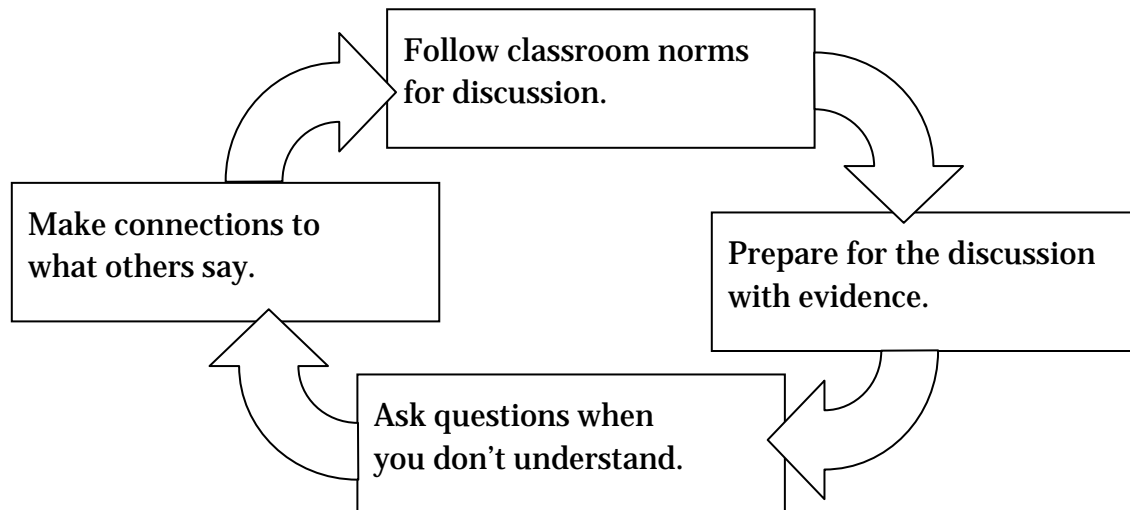 Follow classroom norms
for discussion.
Prepare for the discussion
with evidence.
Ask questions when
you don’t understand.
Make connections to
what others say.